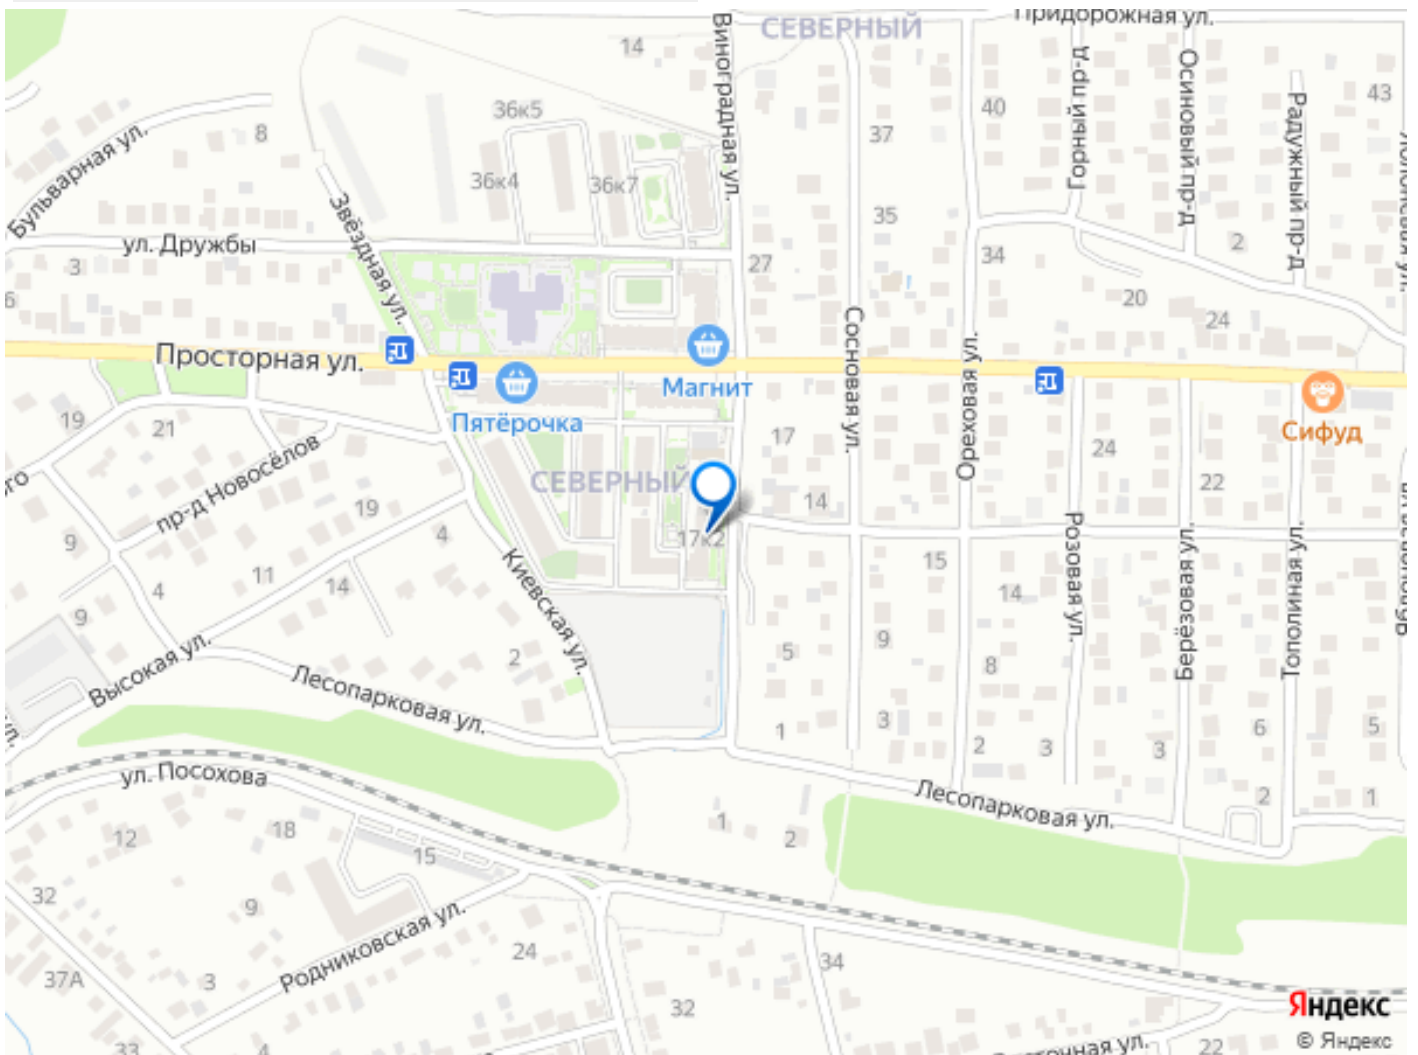 СЕВЕРНЫЙ
Придорожная ул.
14
Виноградная ул.
Горный пр-д
Осиновый пр-д
Радужный пр-д
43
40
37
36к5
8
Бульварная ул.
36к4
36к7
Звёздная ул.
35
ул. Дружбы
3
27
34
2
6
20
24
Сосновая ул.
Ореховая ул.
Просторная ул.
Магнит
Пятёрочка
Сифуд
19
21
17
24
пр-д Новосёлов
СЕВЕРНЫЙ
22
14
19
9
4
17к2
Киевская ул.
Розовая ул.
Берёзовая ул.
Тополиная ул.
15
11
14
4
14
9
2
5
9
8
Высокая ул.
Лесопарковая ул.
3
1
2
3
3
6
5
ул. Посохова
Лесопарковая ул.
2
1
12
18
15
1
2
32
9
Родниковская ул.
24
34
37А
3
32
33
4
22
Яндекс
© Яндекс